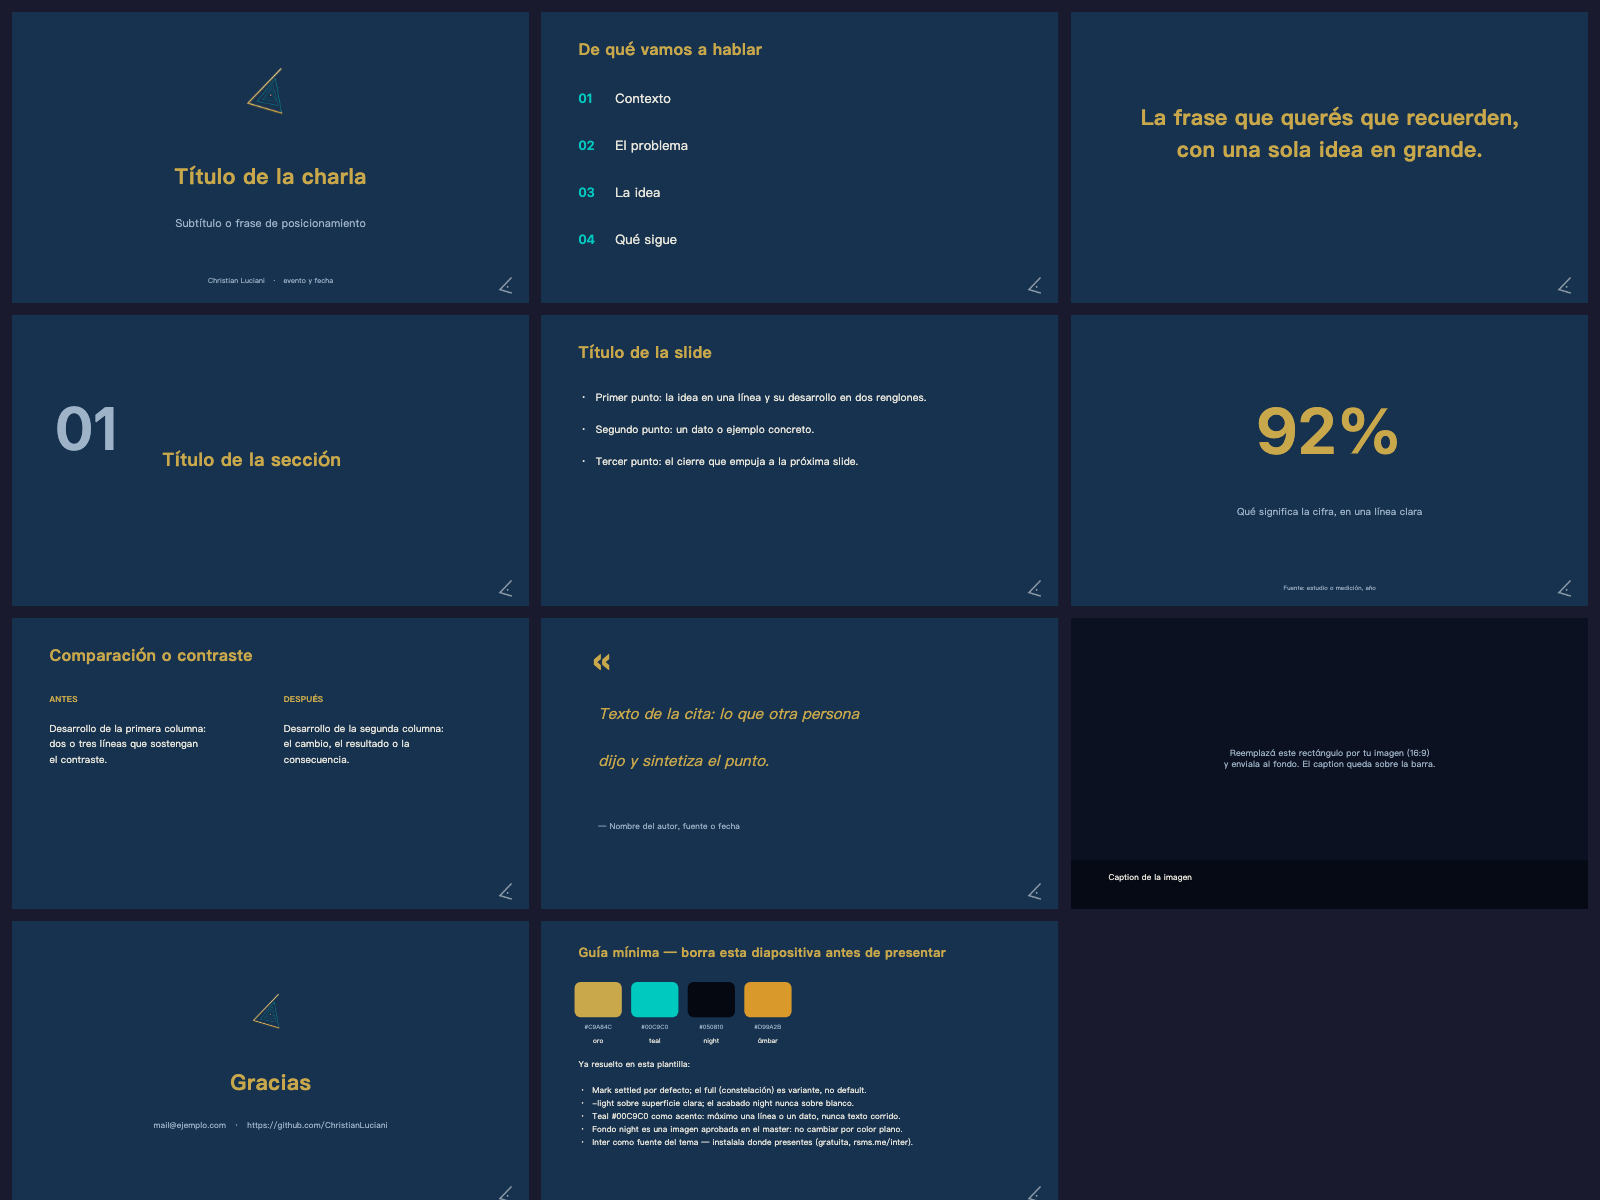 Título de la charla
Subtítulo o frase de posicionamiento
Christian Luciani · evento y fecha
De qué vamos a hablar
01 Contexto
02 El problema
03 La idea
04 Qué sigue
La frase que querés que recuerden,
con una sola idea en grande.
01
Título de la sección
Título de la slide
· Primer punto: la idea en una línea y su desarrollo en dos renglones.
· Segundo punto: un dato o ejemplo concreto.
· Tercer punto: el cierre que empuja a la próxima slide.
92%
Qué significa la cifra, en una línea clara
Fuente: estudio o medición, año
Comparación o contraste
ANTES
Desarrollo de la primera columna:
dos o tres líneas que sostengan
el contraste.
DESPUÉS
Desarrollo de la segunda columna:
el cambio, el resultado o la
consecuencia.
«
Texto de la cita: lo que otra persona
dijo y sintetiza el punto.
— Nombre del autor, fuente o fecha
Reemplazá este rectángulo por tu imagen (16:9)
y enviala al fondo. El caption queda sobre la barra.
Caption de la imagen
Gracias
mail@ejemplo.com · https://github.com/ChristianLuciani
Guía mínima — borra esta diapositiva antes de presentar
#C9A84C #00C9C0 #050810 #D99A2B
oro teal night ámbar
Ya resuelto en esta plantilla:
· Mark settled por defecto; el full (constelación) es variante, no default.
· –light sobre superficie clara; el acabado night nunca sobre blanco.
· Teal #00C9C0 como acento: máximo una línea o un dato, nunca texto corrido.
· Fondo night es una imagen aprobada en el master: no cambiar por color plano.
· Inter como fuente del tema — instalala donde presentes (gratuita, rsms.me/inter).